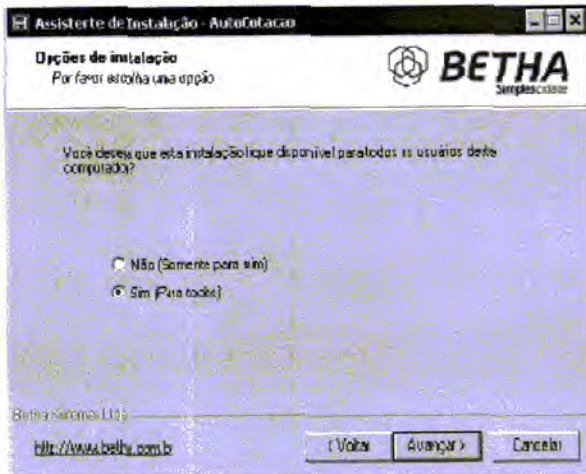 Assistente de Instalação - AutoCotacao
Opções de instalação
Por favor escolha uma opção
BETHA
Simplescidade
Você deseja que esta instalação fique disponível para todos os usuários deste
computador?
Não (Somente para mim)
Sim (Para todos)
Betha Sistemas Ltda
http://www.betha.com.b
< Voltar
Avançar >
Cancelar